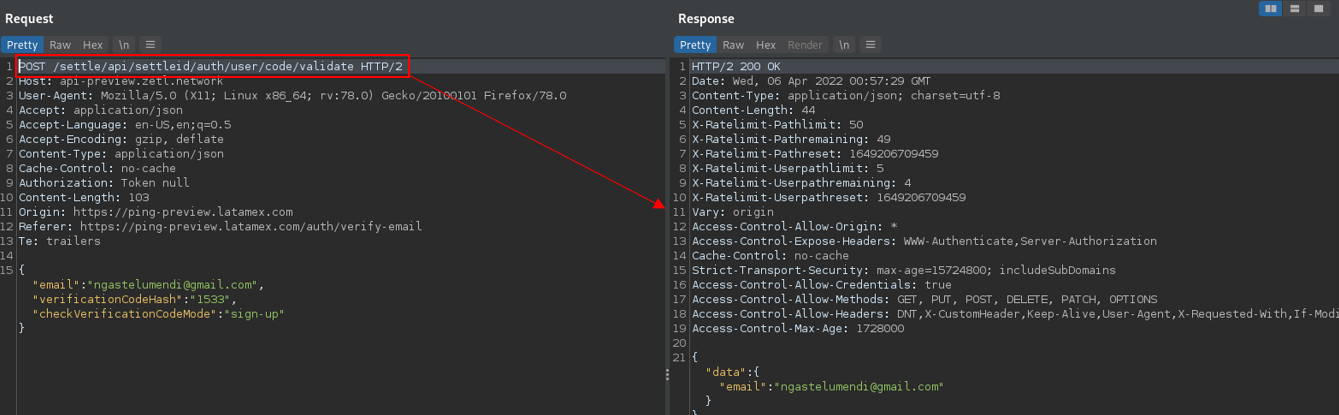 Request
Pretty Raw Hex \n
1 POST /settle/api/settleid/auth/user/code/validate HTTP/2
2 Host: api-preview.zetl.network
3 User-Agent: Mozilla/5.0 (X11; Linux x86_64; rv:78.0) Gecko/20100101 Firefox/78.0
4 Accept: application/json
5 Accept-Language: en-US,en;q=0.5
6 Accept-Encoding: gzip, deflate
7 Content-Type: application/json
8 Cache-Control: no-cache
9 Authorization: Token null
10 Content-Length: 103
11 Origin: https://ping-preview.latamex.com
12 Referer: https://ping-preview.latamex.com/auth/verify-email
13 Te: trailers
14
15 {
"email":"ngastelumendi@gmail.com",
"verificationCodeHash":"1533",
"checkVerificationCodeMode":"sign-up"
}
Response
Pretty Raw Hex Render \n
1 HTTP/2 200 OK
2 Date: Wed, 06 Apr 2022 00:57:29 GMT
3 Content-Type: application/json; charset=utf-8
4 Content-Length: 44
5 X-Ratelimit-Pathlimit: 50
6 X-Ratelimit-Pathremaining: 49
7 X-Ratelimit-Pathreset: 1649206709459
8 X-Ratelimit-Userpathlimit: 5
9 X-Ratelimit-Userpathremaining: 4
10 X-Ratelimit-Userpathreset: 1649206709459
11 Vary: origin
12 Access-Control-Allow-Origin: *
13 Access-Control-Expose-Headers: WWW-Authenticate,Server-Authorization
14 Cache-Control: no-cache
15 Strict-Transport-Security: max-age=15724800; includeSubDomains
16 Access-Control-Allow-Credentials: true
17 Access-Control-Allow-Methods: GET, PUT, POST, DELETE, PATCH, OPTIONS
18 Access-Control-Allow-Headers: DNT,X-CustomHeader,Keep-Alive,User-Agent,X-Requested-With,If-Modi
19 Access-Control-Max-Age: 1728000
20
21 {
"data":{
"email":"ngastelumendi@gmail.com"
}
}